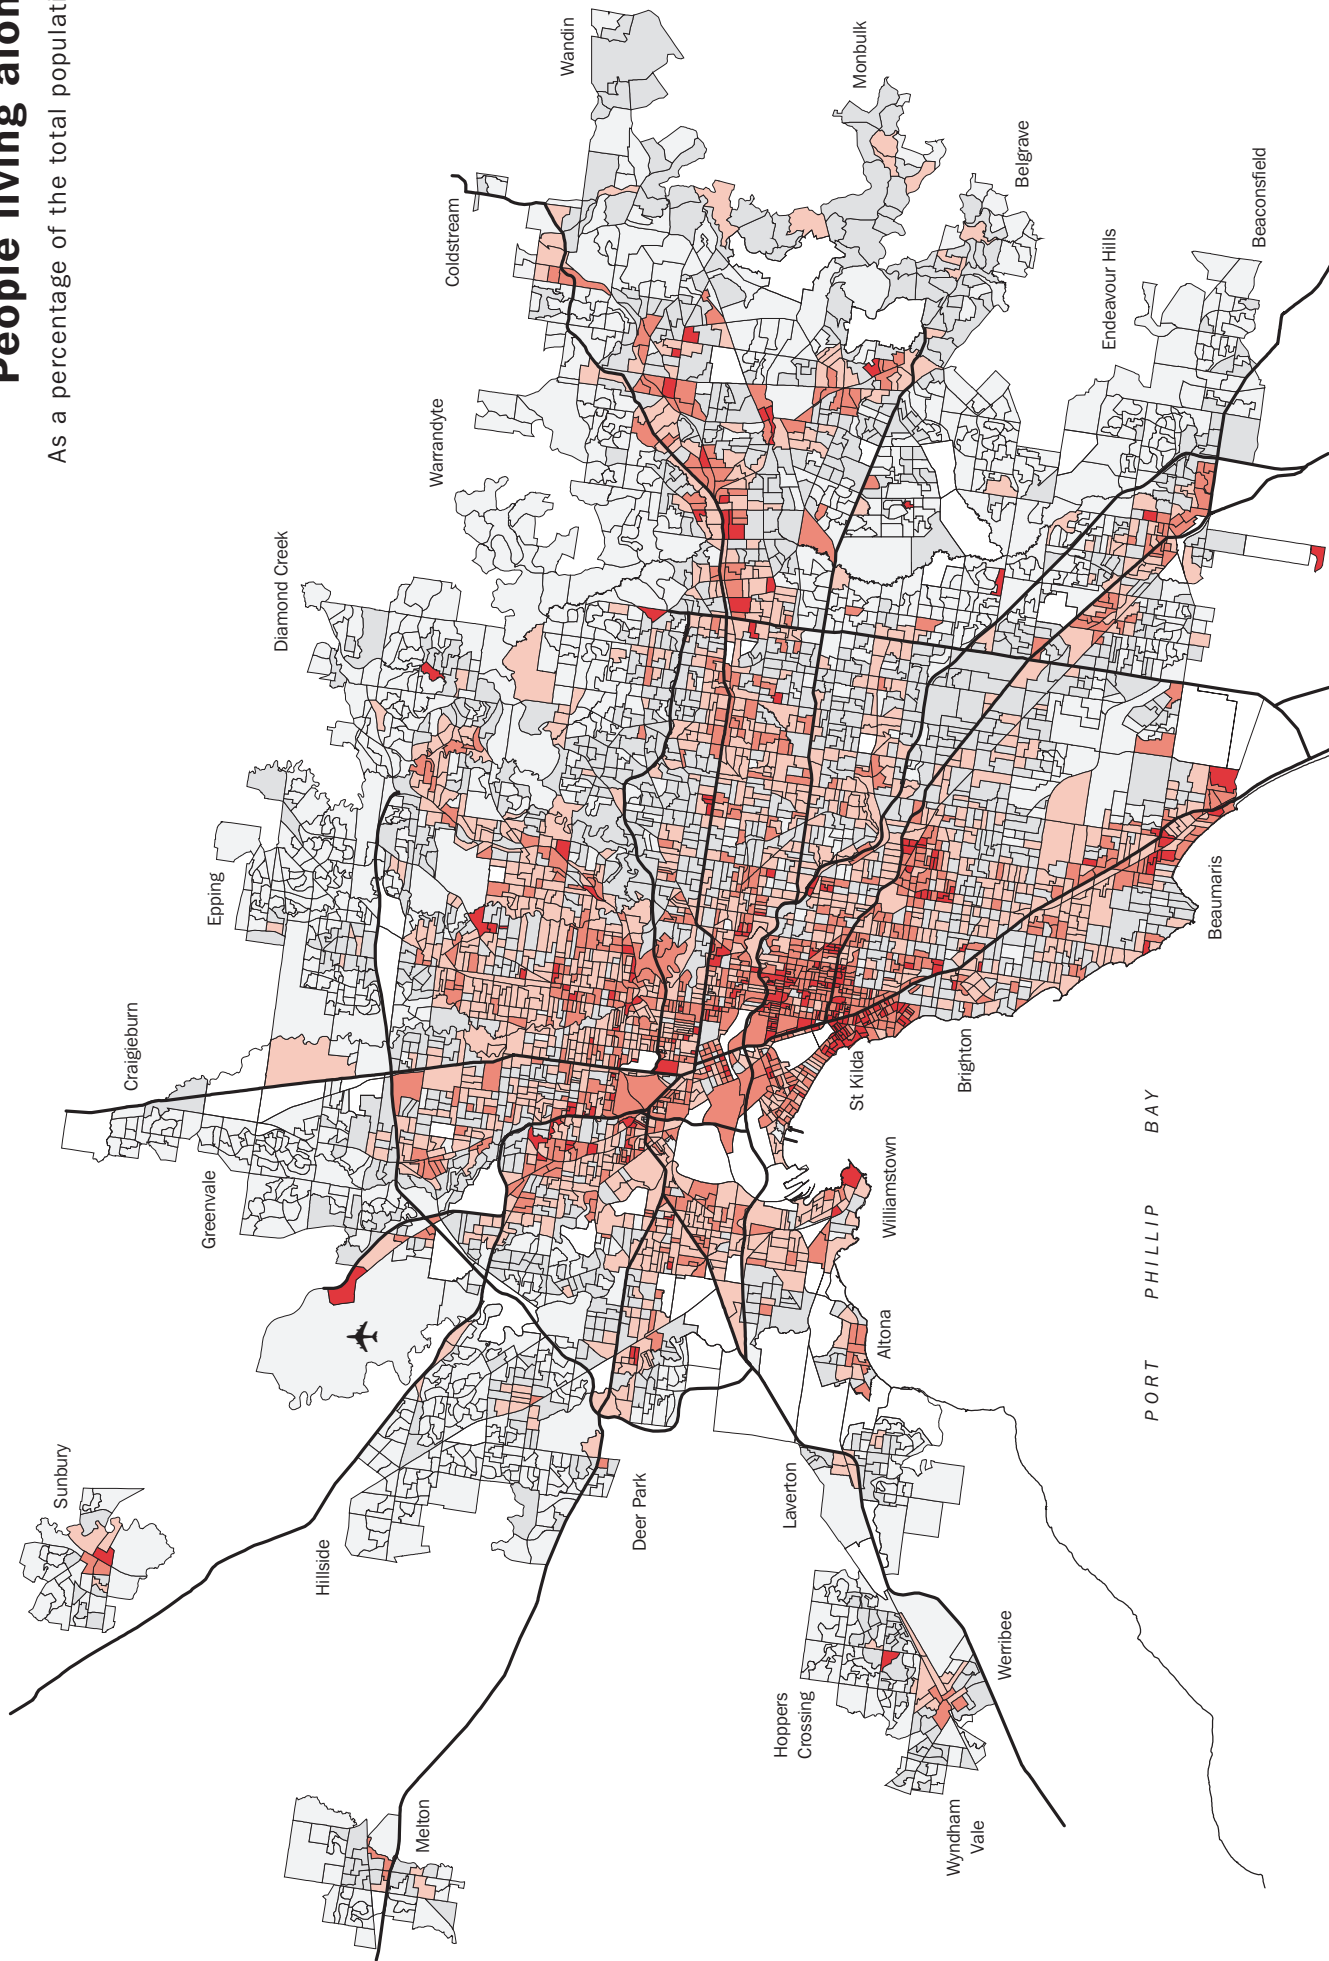 People living
As a percentage of the total
Wandin
Monbulk
Belgrave
Beaconsfield
Coldstream
Endeavour Hills
Warrandyte
Diamond Creek
Epping
Beaumaris
Craigieburn
St Kilda
Brighton
Greenvale
Williamstown
PORT PHILLIP BAY
Altona
Sunbury
Hillside
Deer Park
Laverton
Hoppers
Crossing
Werribee
Melton
Wyndham
Vale